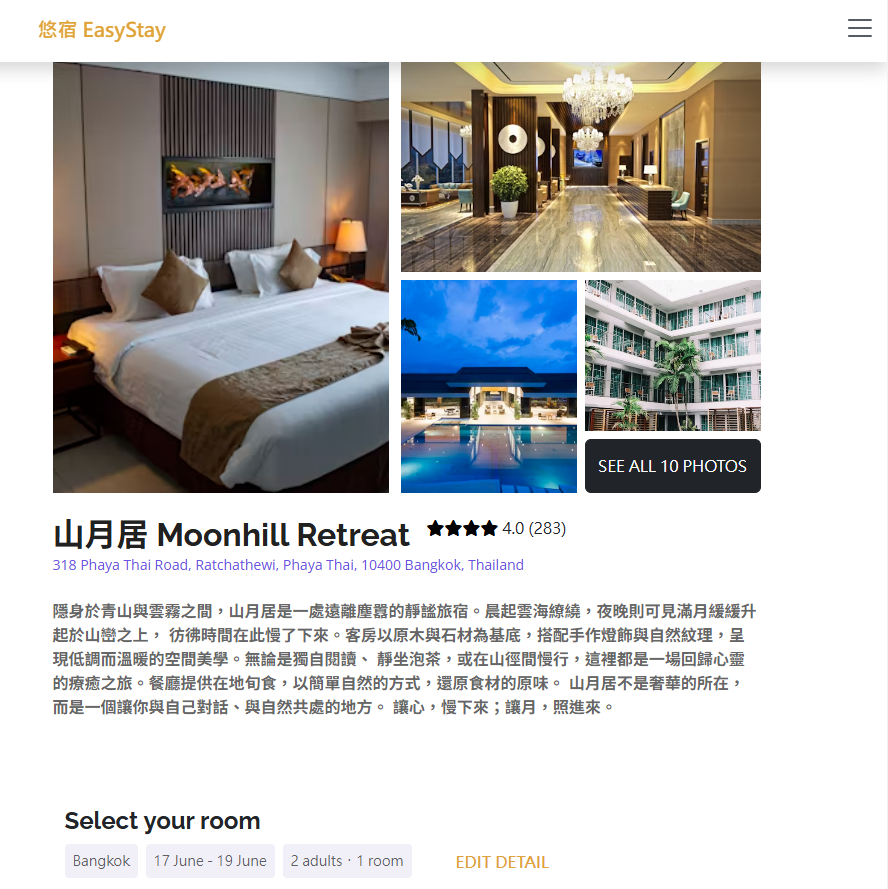 悠宿 EasyStay
SEE ALL 10 PHOTOS
山月居 Moonhill Retreat
4.0 (283)
318 Phaya Thai Road, Ratchathewi, Phaya Thai, 10400 Bangkok, Thailand
隱身於青山與雲霧之間，山月居是一處遠離塵囂的靜謐旅宿。晨起雲海繚繞，夜晚則可見滿月緩緩升
起於山巒之上， 彷彿時間在此慢了下來。客房以原木與石材為基底，搭配手作燈飾與自然紋理，呈
現低調而溫暖的空間美學。無論是獨自閱讀、 靜坐泡茶，或在山徑間慢行，這裡都是一場回歸心靈
的療癒之旅。餐廳提供在地旬食，以簡單自然的方式，還原食材的原味。 山月居不是奢華的所在，
而是一個讓你與自己對話、與自然共處的地方。 讓心，慢下來；讓月，照進來。
Select your room
Bangkok
17 June - 19 June
2 adults · 1 room
EDIT DETAIL